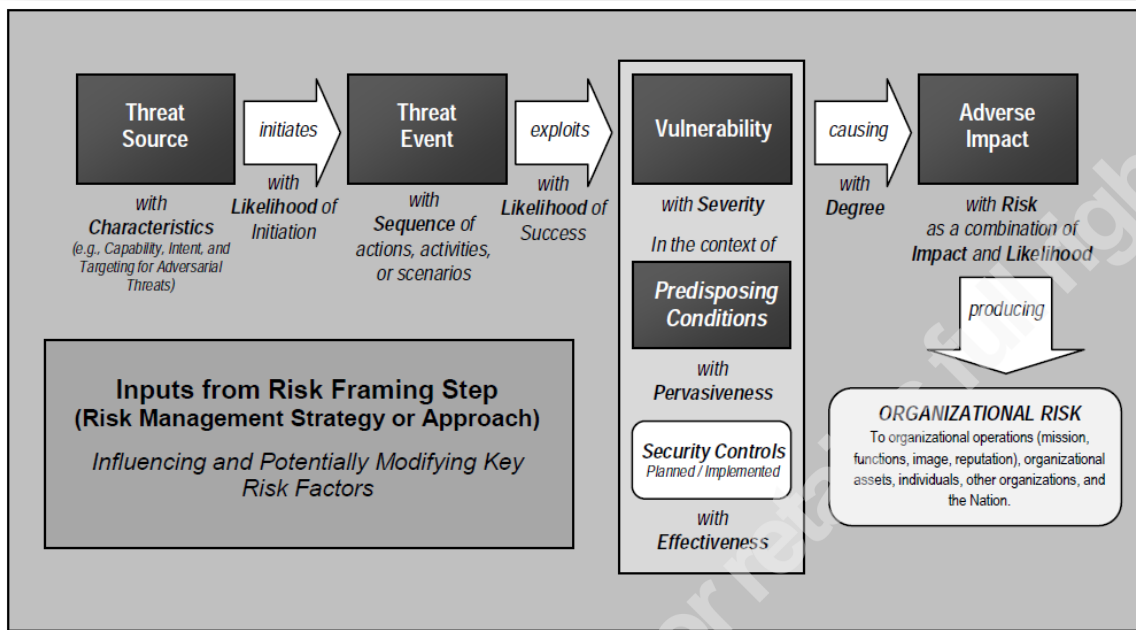 Threat
Source
initiates
Threat
Event
exploits
Vulnerability
causing
Adverse
Impact
with
Characteristics
(e.g., Capability, Intent, and
Targeting for Adversarial
Threats)
with
Likelihood of
Initiation
with
Sequence of
actions, activities,
or scenarios
with
Likelihood of
Success
with Severity
In the context of
Predisposing
Conditions
with
Pervasiveness
Security Controls
Planned / Implemented
with
Effectiveness
with
Degree
with Risk
as a combination of
Impact and Likelihood
producing
ORGANIZATIONAL RISK
To organizational operations (mission,
functions, image, reputation), organizational
assets, individuals, other organizations, and
the Nation.
Inputs from Risk Framing Step
(Risk Management Strategy or Approach)
Influencing and Potentially Modifying Key
Risk Factors
retains full